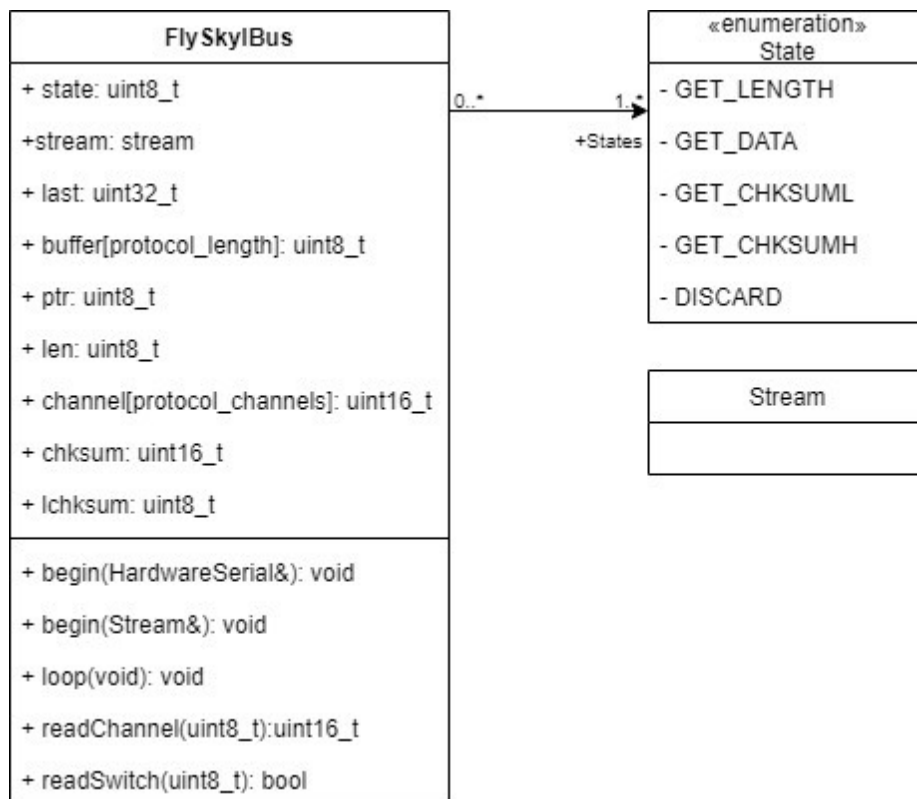 FlySkyIBus
+ state: uint8_t
+stream: stream
+ last: uint32_t
+ buffer[protocol_length]: uint8_t
+ ptr: uint8_t
+ len: uint8_t
+ channel[protocol_channels]: uint16_t
+ chksum: uint16_t
+ lchksum: uint8_t
+ begin(HardwareSerial&): void
+ begin(Stream&): void
+ loop(void): void
+ readChannel(uint8_t):uint16_t
+ readSwitch(uint8_t): bool
0..*
1..*
+States
«enumeration»
State
- GET_LENGTH
- GET_DATA
- GET_CHKSUML
- GET_CHKSUMH
- DISCARD
Stream